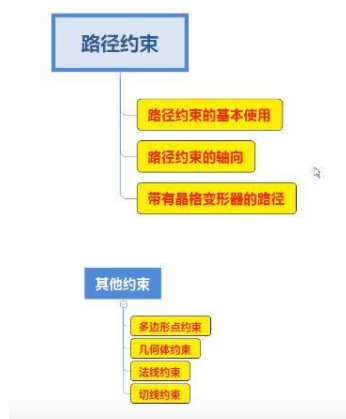 路径约束
路径约束的基本使用
路径约束的轴向
带有晶格变形器的路径
其他约束
多边形点约束
几何体约束
法线约束
切线约束